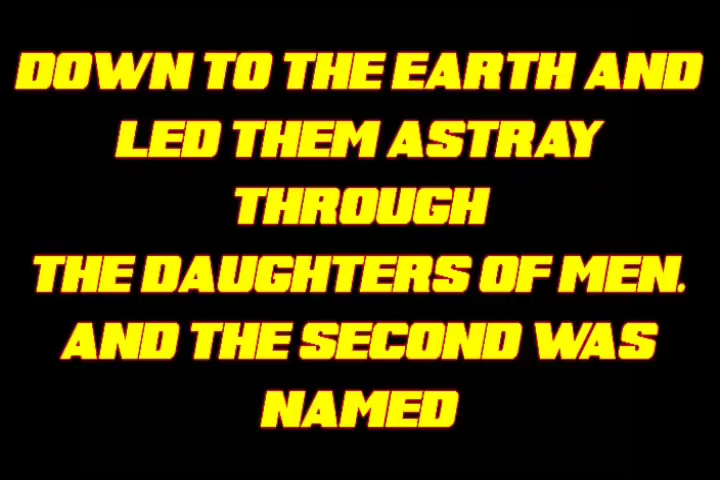 DOWN TO THE EARTH AND
LED THEM ASTRAY
THROUGH
THE DAUGHTERS OF MEN.
AND THE SECOND WAS
NAMED